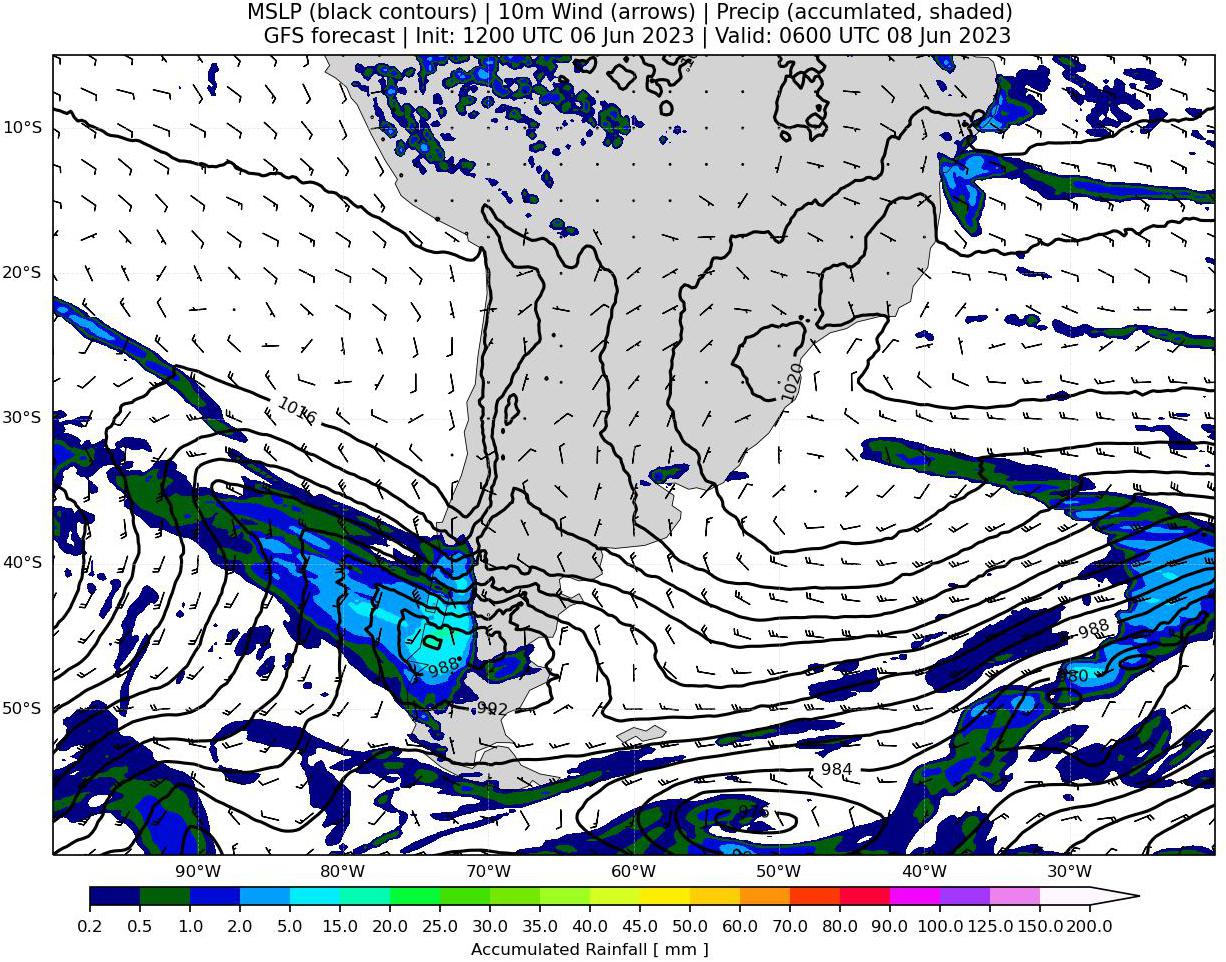 MSLP (black contours) | 10m Wind (arrows) | Precip (accumlated, shaded)
GFS forecast | Init: 1200 UTC 06 Jun 2023 | Valid: 0600 UTC 08 Jun 2023
10°S
20°S
1020
1016
30°S
40°S
988
988
980
992
50°S
984
976
90°W 80°W 70°W 60°W 50°W 40°W 30°W
0.2 0.5 1.0 2.0 5.0 10.0 15.0 20.0 25.0 30.0 35.0 40.0 45.0 50.0 60.0 70.0 80.0 90.0 100.0 125.0 150.0 200.0
Accumulated Rainfall [ mm ]